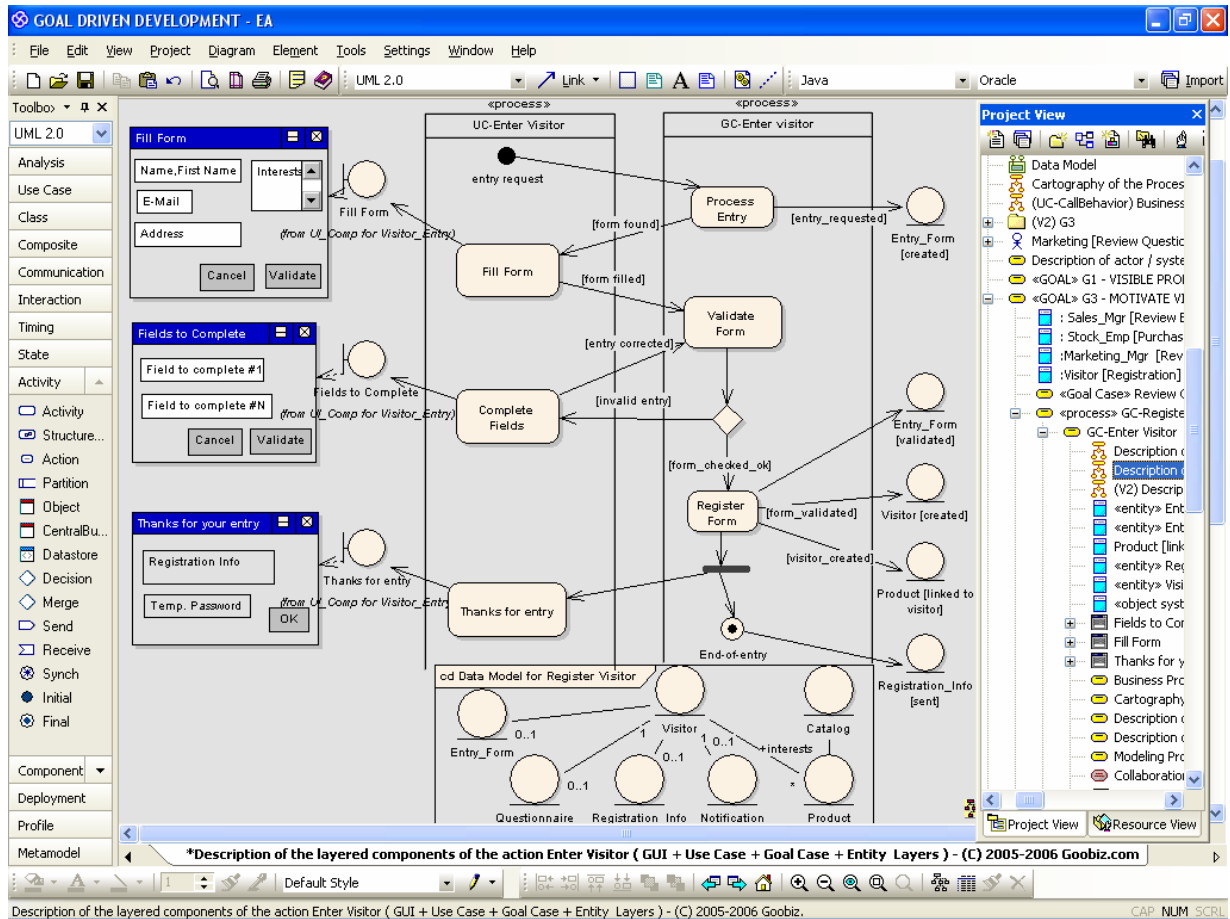 GOAL DRIVEN DEVELOPMENT - EA
File Edit View Project Diagram Element Tools Settings Window Help
UML 2.0 Link Java Oracle Import
Toolbox
UML 2.0
Analysis
Use Case
Class
Composite
Communication
Interaction
Timing
State
Activity
Activity
Structure...
Action
Partition
Object
CentralBu...
Datastore
Decision
Merge
Send
Receive
Synch
Initial
Final
Component
Deployment
Profile
Metamodel
Fill Form
Name,First Name
Interests
E-Mail
Address
Cancel Validate
Fill Form
(from UI_Comp for Visitor_Entry)
Fields to Complete
Field to complete #1
Field to complete #N
Cancel Validate
Fields to Complete
(from UI_Comp for Visitor_Entry)
Thanks for your entry
Registration Info
Temp. Password
OK
Thanks for entry
(from UI_Comp for Visitor_Entry)
«process»
UC-Enter Visitor
entry request
Fill Form
Complete
Fields
Thanks for entry
«process»
GC-Enter visitor
Process
Entry
[form found]
[form filled]
Validate
Form
[entry corrected]
[invalid entry]
[form_checked_ok]
Register
Form
End-of-entry
[entry_requested]
Entry_Form
[created]
Entry_Form
[validated]
[form_validated]
Visitor [created]
[visitor_created]
Product [linked to
visitor]
Registration_Info
[sent]
cd Data Model for Register Visitor
Entry_Form
0..1
Visitor
1
1
0..1
0..1
0..1
+interests
*
Catalog
Questionnaire Registration_Info Notification Product
Project View
Data Model
Cartography of the Proces
(UC-CallBehavior) Business
(V2) G3
Marketing [Review Questic
Description of actor / syste
«GOAL» G1 - VISIBLE PROI
«GOAL» G3 - MOTIVATE VI
: Sales_Mgr [Review E
: Stock_Emp [Purchas
:Marketing_Mgr [Rev
:Visitor [Registration]
«Goal Case» Review (
«process» GC-Registe
GC-Enter Visitor
Description o
Description o
(V2) Descrip
«entity» Ent
«entity» Ent
Product [link
«entity» Reg
«entity» Visi
«object syst
Fields to Cor
Fill Form
Thanks for y
Business Pro
Cartography
Description o
Description o
Modeling Pro
Collaboration
Project View Resource View
*Description of the layered components of the action Enter Visitor ( GUI + Use Case + Goal Case + Entity Layers ) - (C) 2005-2006 Goobiz.com
1 Default Style
Description of the layered components of the action Enter Visitor ( GUI + Use Case + Goal Case + Entity Layers ) - (C) 2005-2006 Goobiz. CAP NUM SCRL